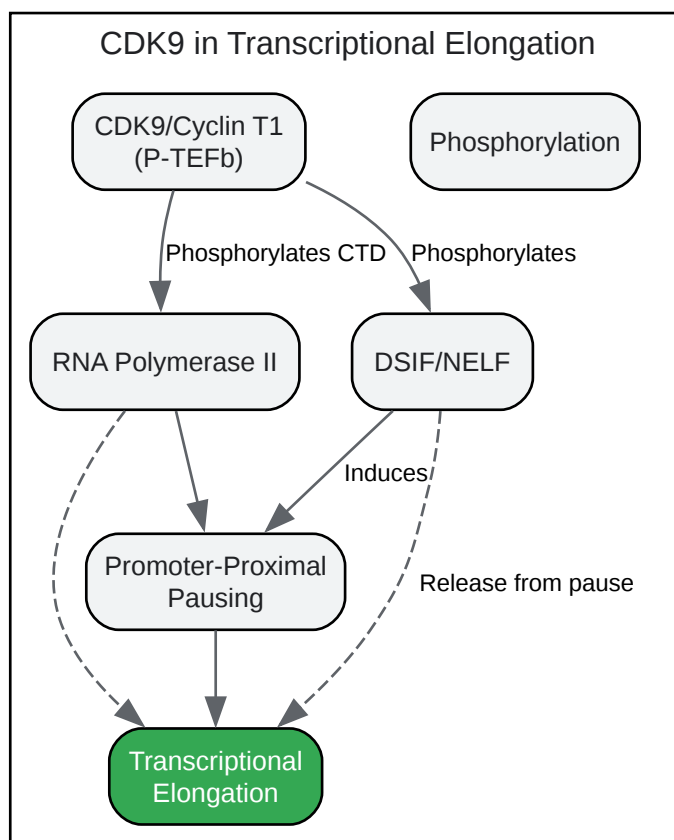 CDK9 in Transcriptional Elongation
CDK9/Cyclin T1
(P-TEFb)
Phosphorylation
Phosphorylates CTD
Phosphorylates
RNA Polymerase II
DSIF/NELF
Induces
Promoter-Proximal
Pausing
Release from pause
Transcriptional
Elongation